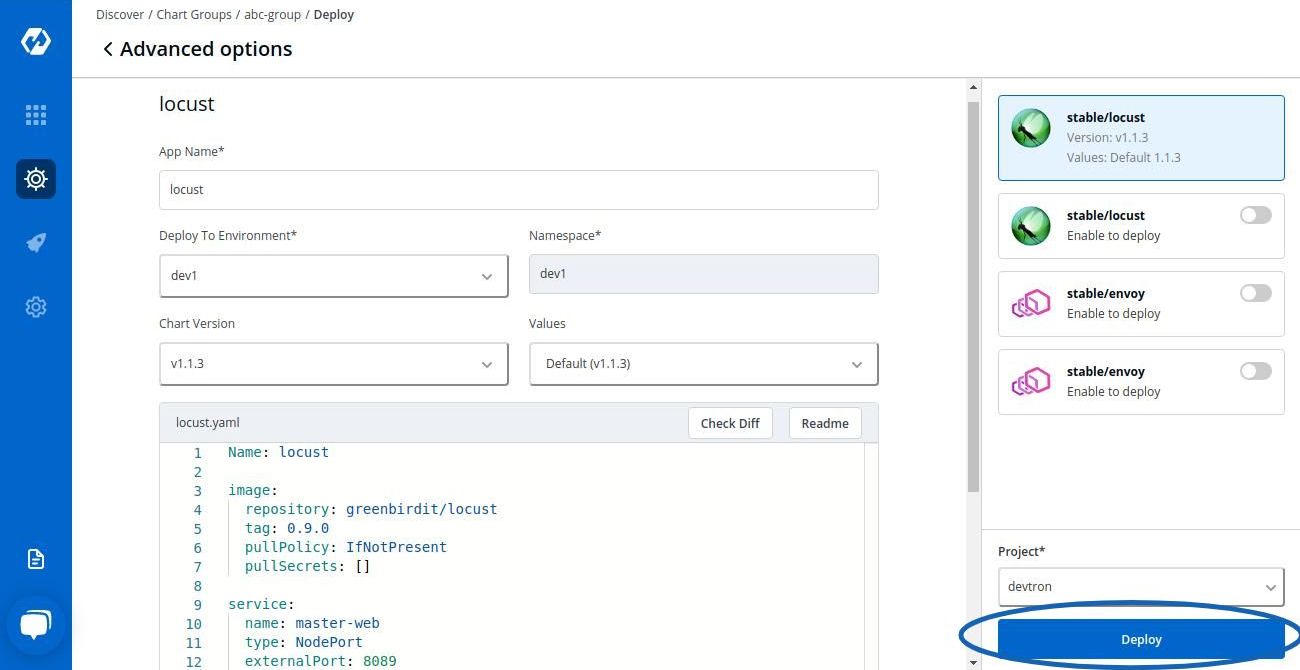 Discover / Chart Groups / abc-group / Deploy
Advanced options
locust
App Name*
locust
Deploy To Environment*
Namespace*
dev1
dev1
Chart Version
Values
v1.1.3
Default (v1.1.3)
locust.yaml
Check Diff
Readme
1 Name: locust
2
3 image:
4 repository: greenbirdit/locust
5 tag: 0.9.0
6 pullPolicy: IfNotPresent
7 pullSecrets: []
8
9 service:
10 name: master-web
11 type: NodePort
12 externalPort: 8089
stable/locust
Version: v1.1.3
Values: Default 1.1.3
stable/locust
Enable to deploy
stable/envoy
Enable to deploy
stable/envoy
Enable to deploy
Project*
devtron
Deploy